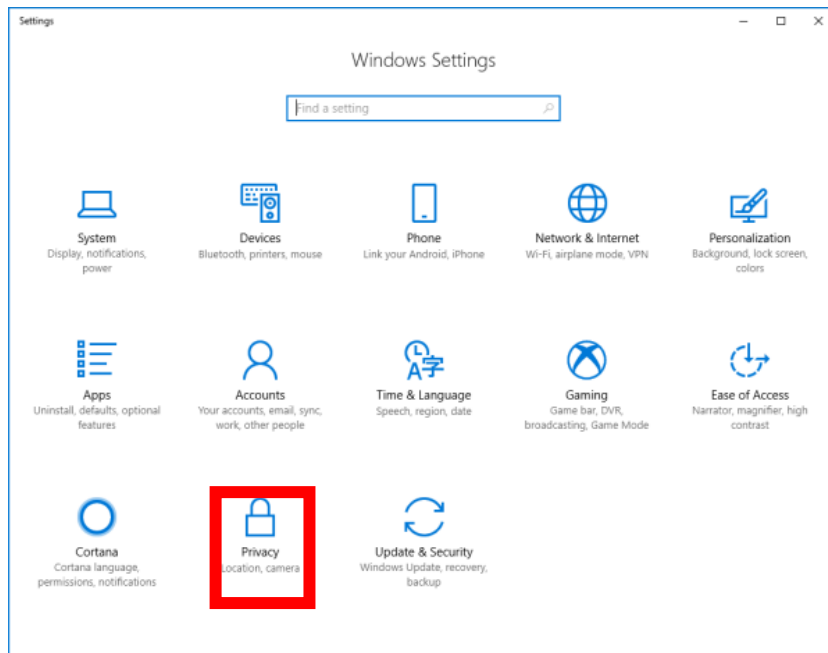 Settings
Windows Settings
Find a setting
System
Display, notifications,
power
Devices
Bluetooth, printers, mouse
Phone
Link your Android, iPhone
Network & Internet
Wi-Fi, airplane mode, VPN
Personalization
Background, lock screen,
colors
Apps
Uninstall, defaults, optional
features
Accounts
Your accounts, email, sync,
work, other people
A字
Time & Language
Speech, region, date
Gaming
Game bar, DVR,
broadcasting, Game Mode
Ease of Access
Narrator, magnifier, high
contrast
Cortana
Cortana language,
permissions, notifications
Privacy
Location, camera
Update & Security
Windows Update, recovery,
backup